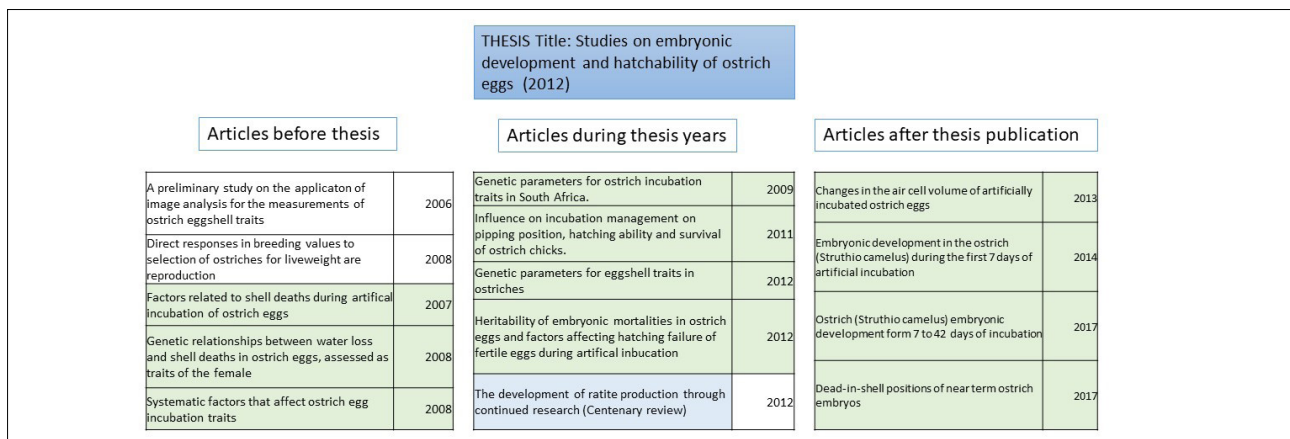 THESIS Title: Studies on embryonic
development and hatchability of ostrich
eggs (2012)
Articles before thesis
A preliminary study on the applicaton of
image analysis for the measurements of
ostrich eggshell traits
2006
Direct responses in breeding values to
selection of ostriches for liveweight are
reproduction
2008
Factors related to shell deaths during artifical
incubation of ostrich eggs
2007
Genetic relationships between water loss
and shell deaths in ostrich eggs, assessed as
traits of the female
2008
Systematic factors that affect ostrich egg
incubation traits
2008
Articles during thesis years
Genetic parameters for ostrich incubation
traits in South Africa.
2009
Influence on incubation management on
pipping position, hatching ability and survival
of ostrich chicks.
2011
Genetic parameters for eggshell traits in
ostriches
2012
Heritability of embryonic mortalities in ostrich
eggs and factors affecting hatching failure of
fertile eggs during artifical inbucation
2012
The development of ratite production through
continued research (Centenary review)
2012
Articles after thesis publication
Changes in the air cell volume of artificially
incubated ostrich eggs
2013
Embryonic development in the ostrich
(Struthio camelus) during the first 7 days of
artificial incubation
2014
Ostrich (Struthio camelus) embryonic
development form 7 to 42 days of incubation
2017
Dead-in-shell positions of near term ostrich
embryos
2017